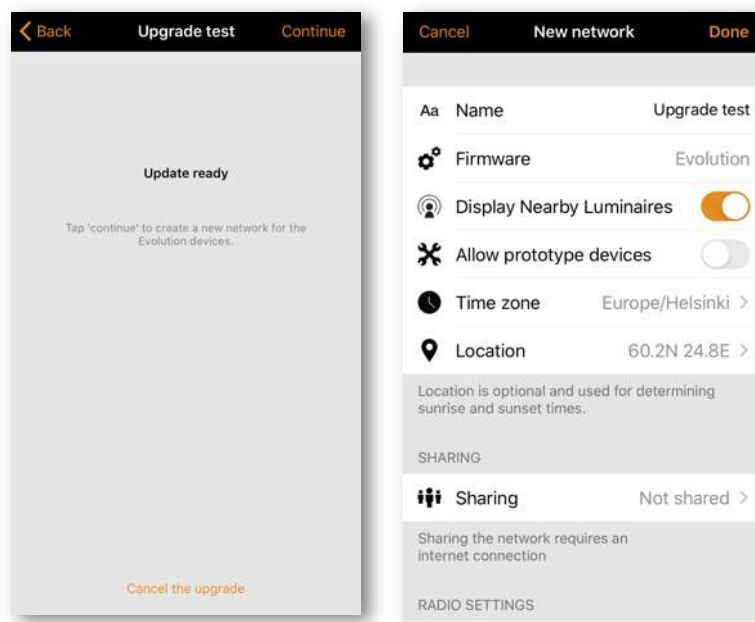 Back Upgrade test Continue
Update ready
Tap 'continue' to create a new network for the
Evolution devices.
Cancel the upgrade
Cancel New network Done
Aa Name Upgrade test
Firmware Evolution
Display Nearby Luminaires
Allow prototype devices
Time zone Europe/Helsinki >
Location 60.2N 24.8E >
Location is optional and used for determining
sunrise and sunset times.
SHARING
Sharing Not shared >
Sharing the network requires an
internet connection
RADIO SETTINGS